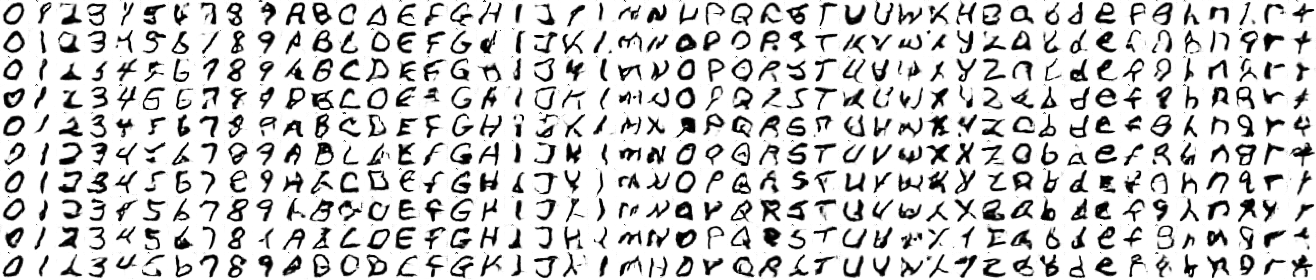 0 1 2 3 4 5 6 7 8 9 A B C D E F G H I J I m N U P Q R S T U U W X H B a b d e f g h n r t
0 1 2 3 4 5 6 7 8 9 A B C D E F G d I J K I m N O P O R S T K V W X Y Z a b d e f n b h q r t
0 1 2 3 4 5 6 7 8 9 A B C D E F G I J I m N O P Q R S T U V W X Y Z a d e f g h n q r t
0 1 2 3 4 5 6 7 8 9 D B C O E F G H I J K I m N O P Q R S T U W X Y Z a b d e f g h n q r t
0 1 2 3 4 5 6 7 8 9 A B C D E F G H I J K I M X P Q R S T U U W X Y Z a b d e f g h n q r t
0 1 2 3 4 5 6 7 8 9 A B L E F G A I J K I m N O P Q R S T U V W X X Z Q b d e f g h n g r t
0 1 2 3 4 5 6 7 e 9 H C B E F G A I J Y I m N O P Q R S T U V W X Y Z a b d e f h n q r t
0 1 2 3 4 5 6 7 8 9 B C D E F G H I J I m N O Q R S T U U W X X a b d e f g h n r
0 1 2 3 4 5 6 7 8 A C D E F G H I J H I m N O P Q S T U U W X 1 a b d e f g h n g r t
0 1 2 3 4 6 6 7 8 9 A B O D E F G H I J I M H O P Q R S T U V W X Z a b d e f g h n q r t